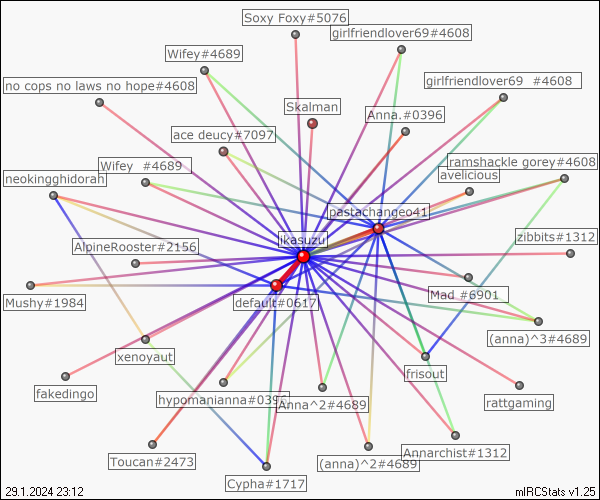 Soxy Foxy#5076
girlfriendlover69#4608
Wifey#4689
girlfriendlover69 #4608
no cops no laws no hope#4608
Skalman
Anna.#0396
ace deucy#7097
Wifey #4689
ramshackle gorey#4608
neokingghidorah
avelicious
pastachangeo41
ikasuzu
zibbits#1312
AlpineRooster#2156
Mad #6901
Mushy#1984
default#0617
(anna)^3#4689
xenoyaut
frisout
fakedingo
hypomanianna#0396
Anna^2#4689
rattgaming
Annarchist#1312
Toucan#2473
(anna)^2#4689
Cypha#1717
29.1.2024 23:12
mIRCStats v1.25